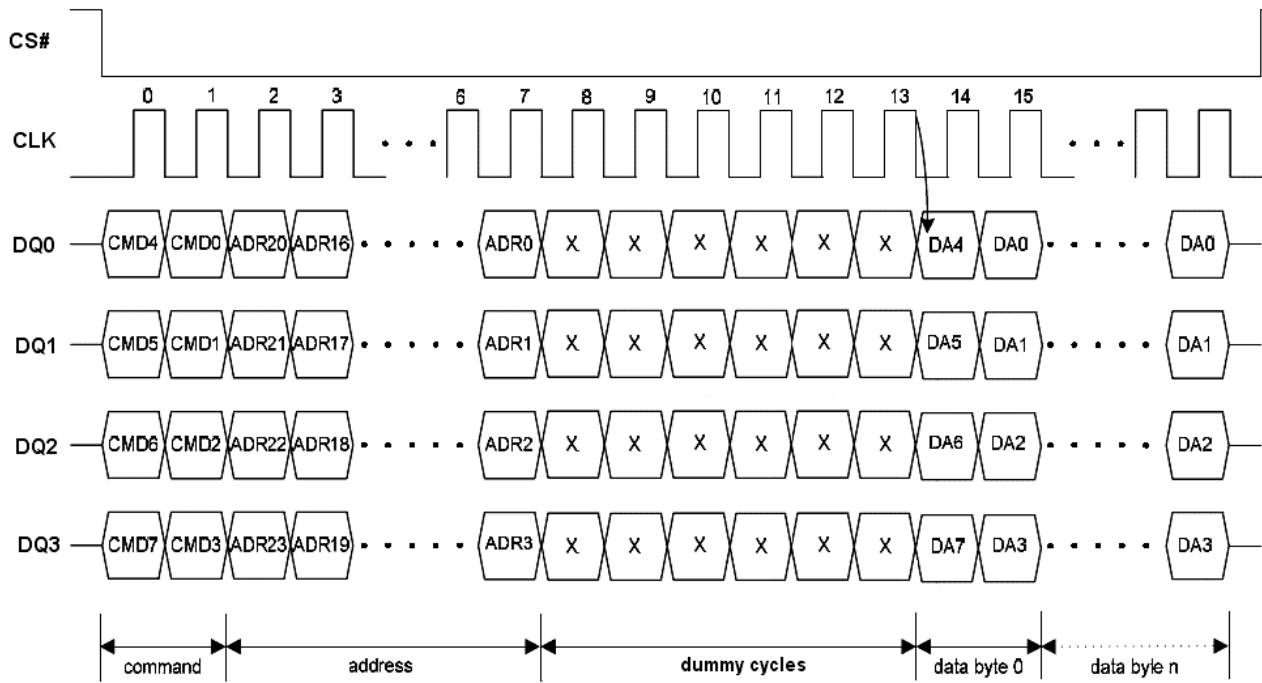 CS#
0 1 2 3 6 7 8 9 10 11 12 13 14 15
CLK
DQ0 CMD4 CMD0 ADR20 ADR16 ADR0 X X X X X X DA4 DA0 DA0
DQ1 CMD5 CMD1 ADR21 ADR17 ADR1 X X X X X X DA5 DA1 DA1
DQ2 CMD6 CMD2 ADR22 ADR18 ADR2 X X X X X X DA6 DA2 DA2
DQ3 CMD7 CMD3 ADR23 ADR19 ADR3 X X X X X X DA7 DA3 DA3
command address dummy cycles data byte 0 data byte n